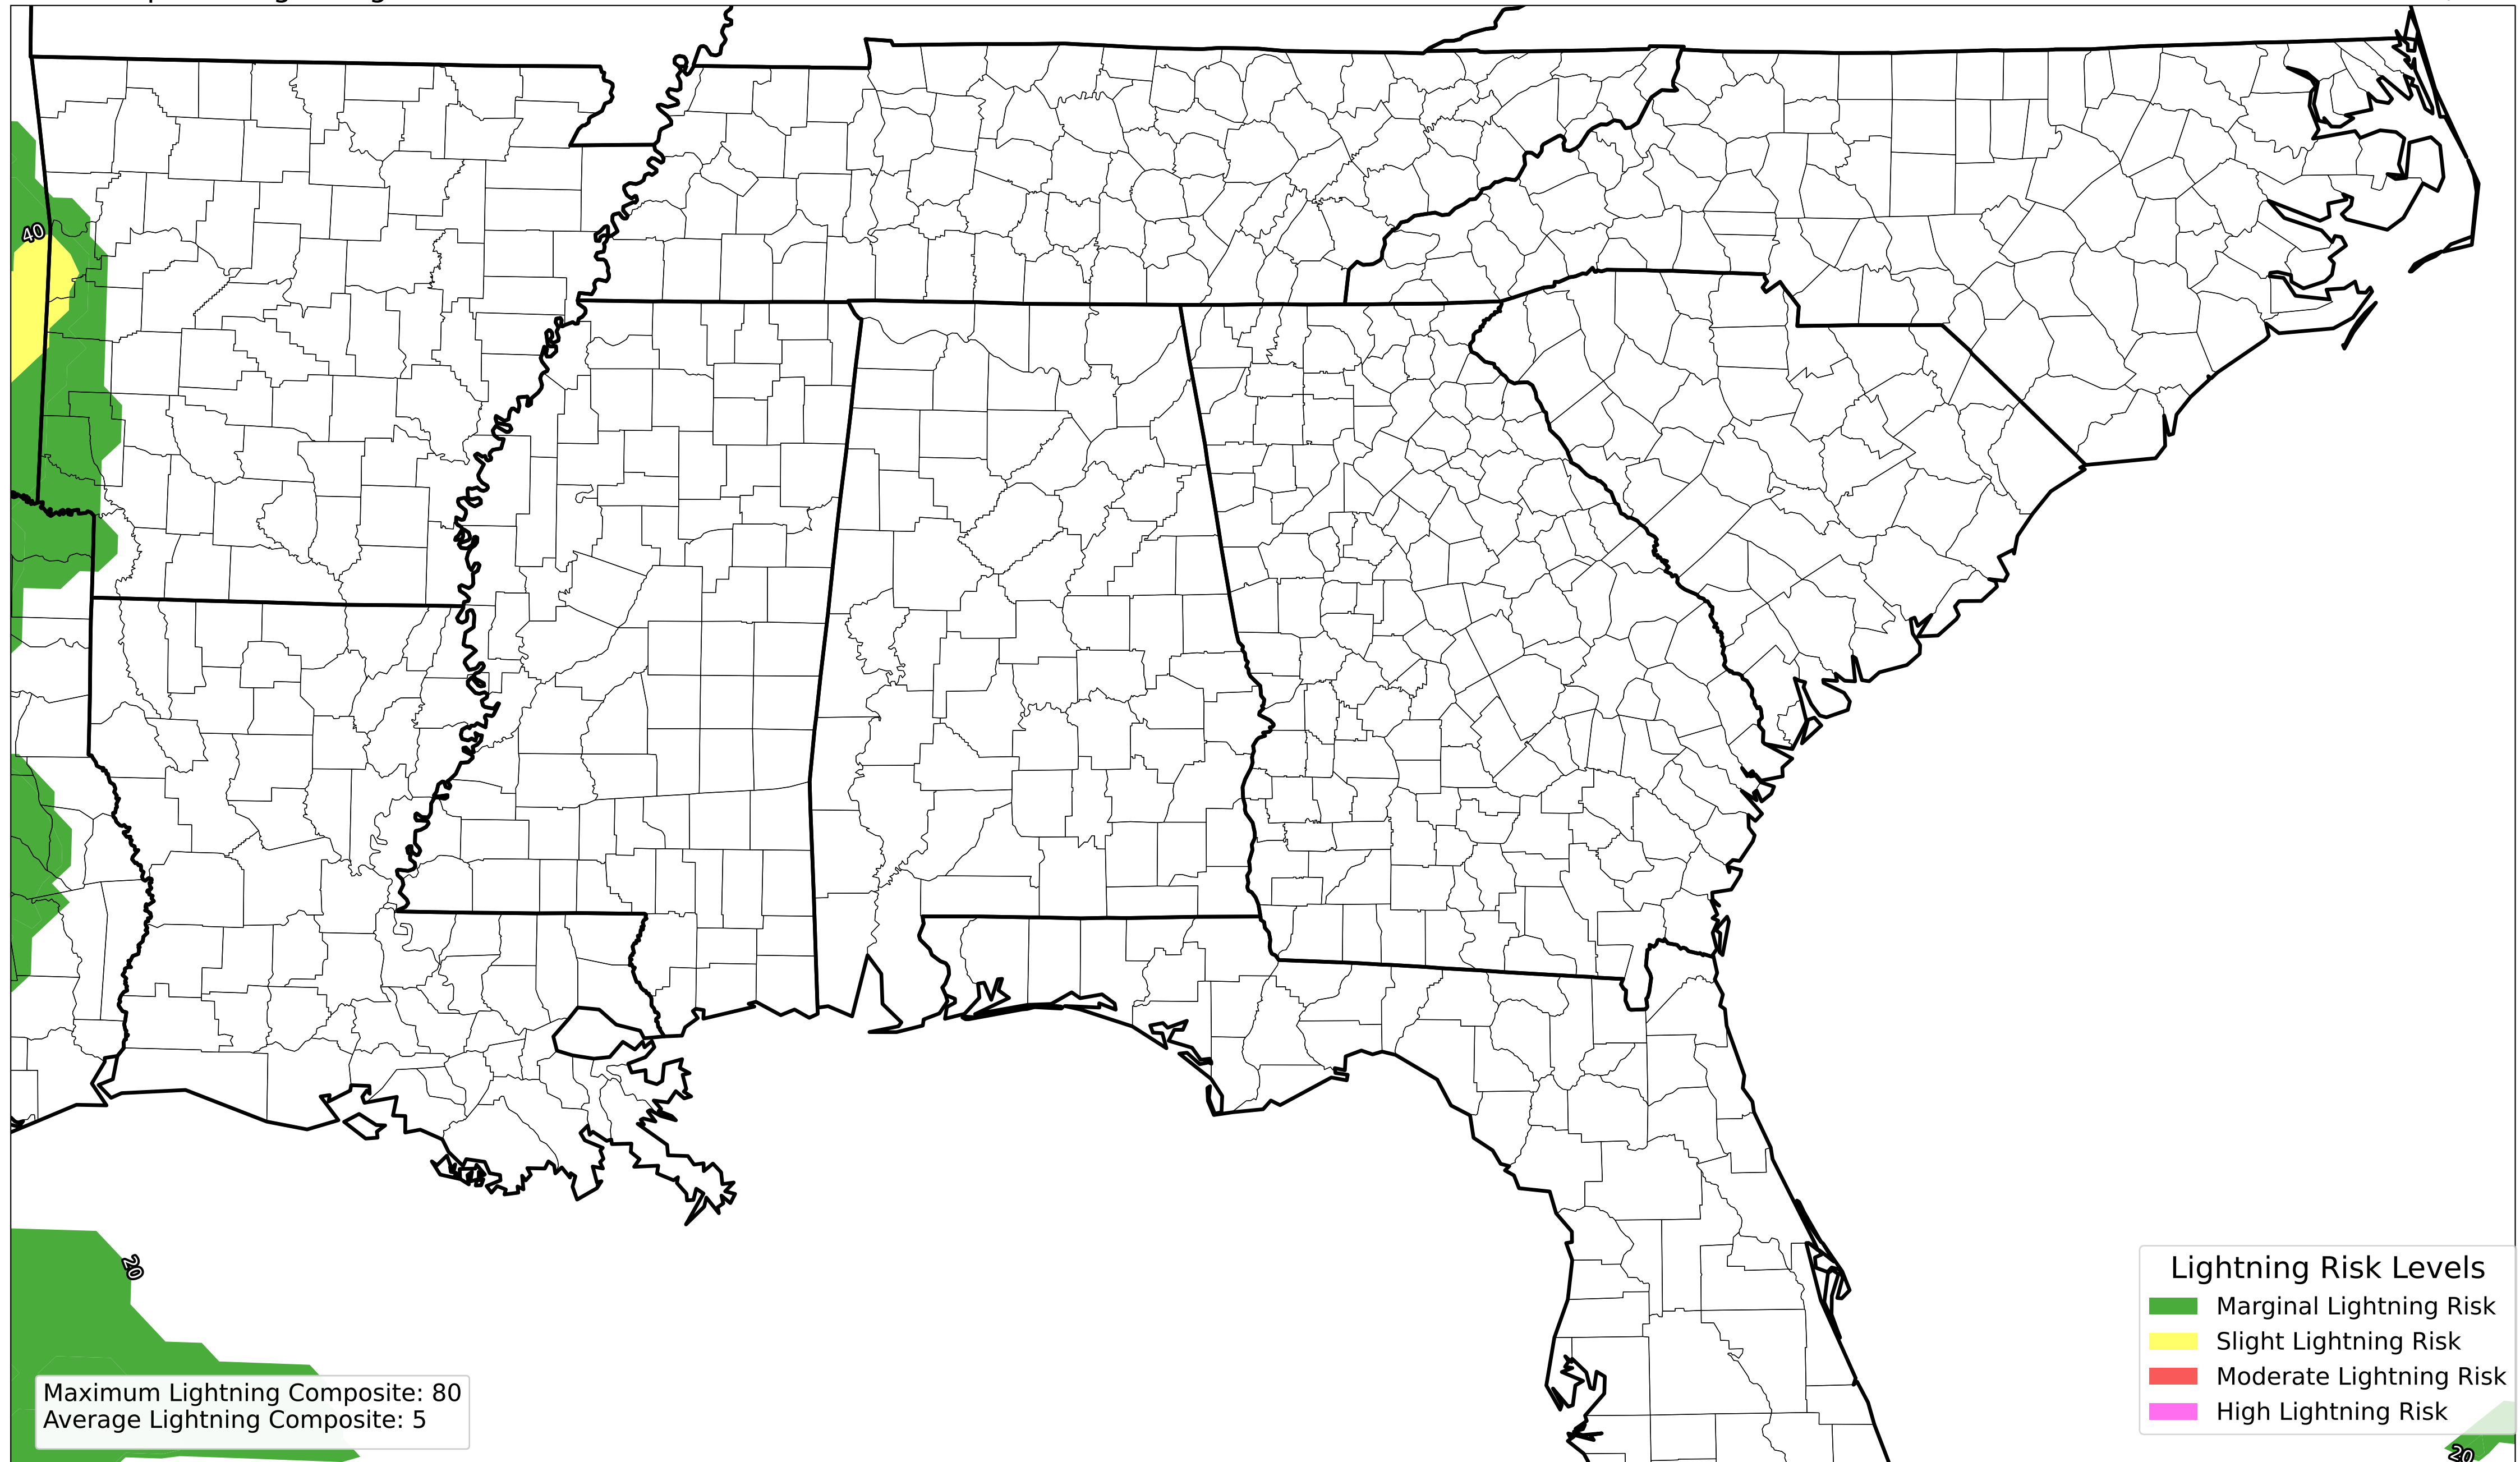 40
20
Lightning Risk Levels
Marginal Lightning Risk
Slight Lightning Risk
Moderate Lightning Risk
High Lightning Risk
Maximum Lightning Composite: 80
Average Lightning Composite: 5
20